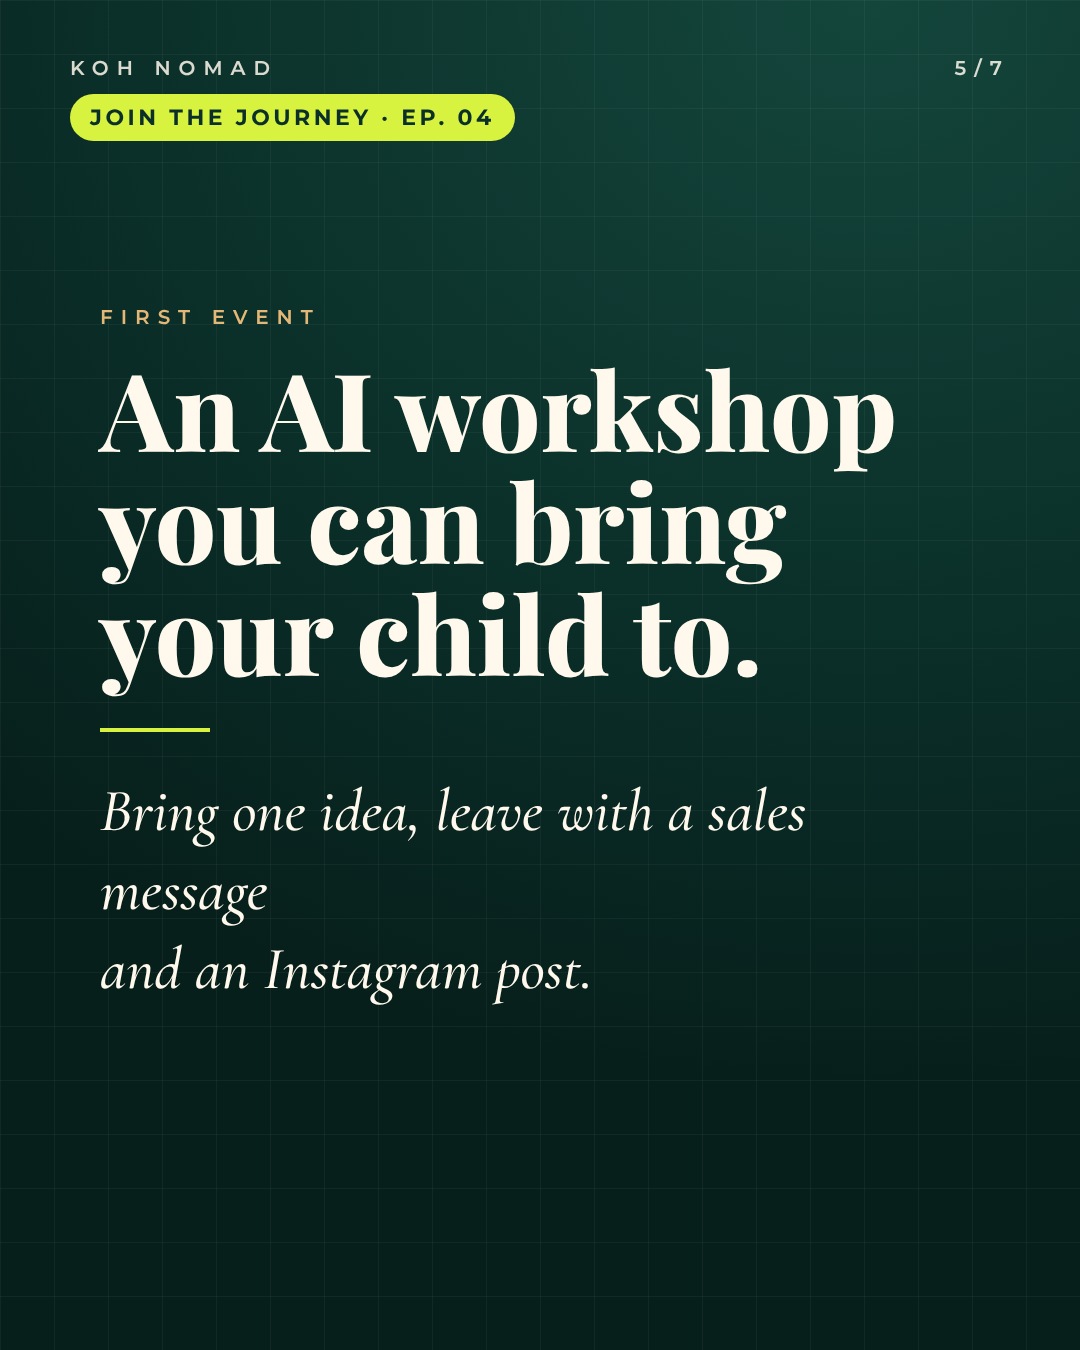 KOH NOMAD
5/7
JOIN THE JOURNEY · EP. 04
FIRST EVENT
An AI workshop
you can bring
your child to.
Bring one idea, leave with a sales
message
and an Instagram post.